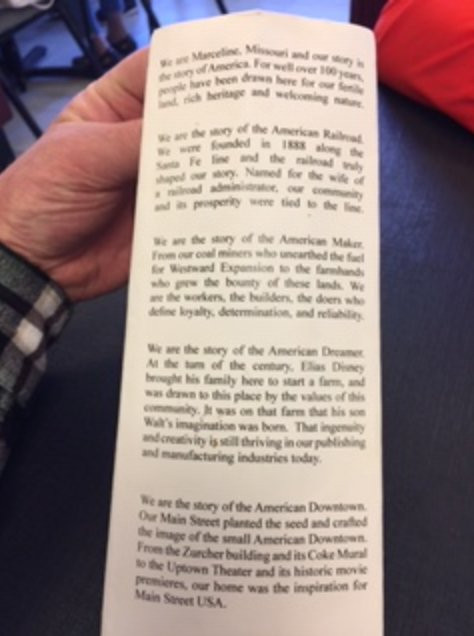 We are Marceline, Missouri and our story is
the story of America. For well over 100 years,
people have been drawn here for our fertile
land, rich heritage and welcoming nature.
We are the story of the American Railroad.
We were founded in 1888 along the
Santa Fe line and the railroad truly
shaped our story. Named for the wife of
a railroad administrator, our community
and its prosperity were tied to the line.
We are the story of the American Maker.
From our coal miners who unearthed the fuel
for Westward Expansion to the farmhands
who grew the bounty of these lands. We
are the workers, the builders, the doers who
define loyalty, determination, and reliability.
We are the story of the American Dreamer.
At the turn of the century, Elias Disney
brought his family here to start a farm, and
was drawn to this place by the values of this
community. It was on that farm that his son
Walt's imagination was born. That ingenuity
and creativity is still thriving in our publishing
and manufacturing industries today.
We are the story of the American Downtown.
Our Main Street planted the seed and crafted
the image of the small American Downtown.
From the Zurcher building and its Coke Mural
to the Uptown Theater and its historic movie
premieres, our home was the inspiration for
Main Street USA.